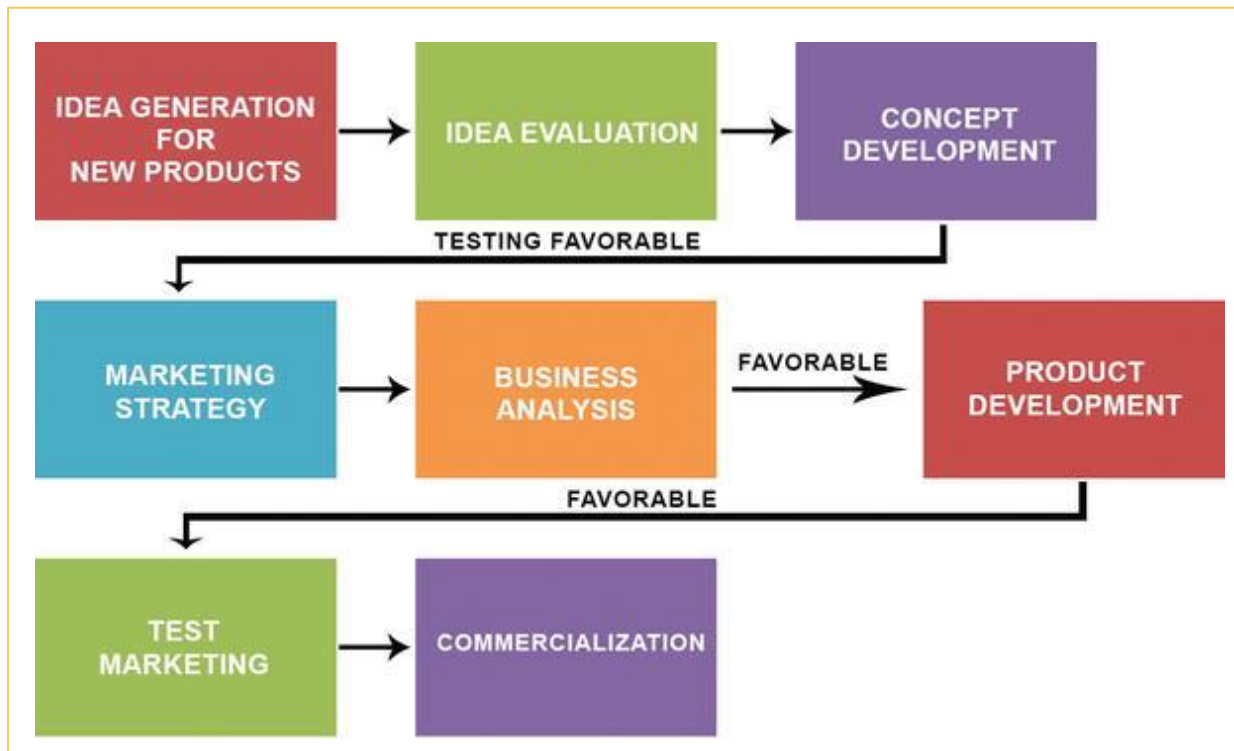 IDEA GENERATION
FOR
NEW PRODUCTS
IDEA EVALUATION
CONCEPT
DEVELOPMENT
TESTING FAVORABLE
MARKETING
STRATEGY
BUSINESS
ANALYSIS
FAVORABLE
PRODUCT
DEVELOPMENT
FAVORABLE
TEST
MARKETING
COMMERCIALIZATION